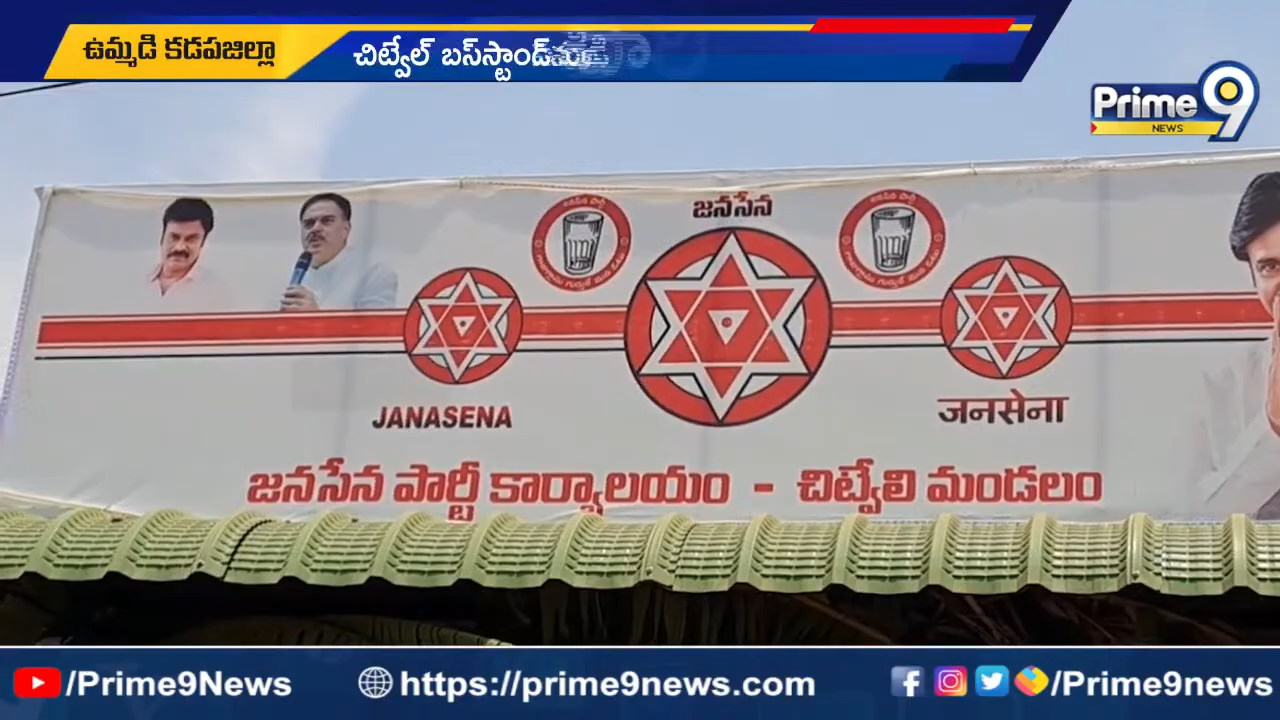 ఉమ్మడి కడపజిల్లా
చిట్వేల్ బస్‌స్టాండ్
Prime9
NEWS
జనసేన
JANASENA
जनसेना
జనసేన పార్టీ కార్యాలయం - చిట్వేలి మండలం
/Prime9News
https://prime9news.com
/Prime9news